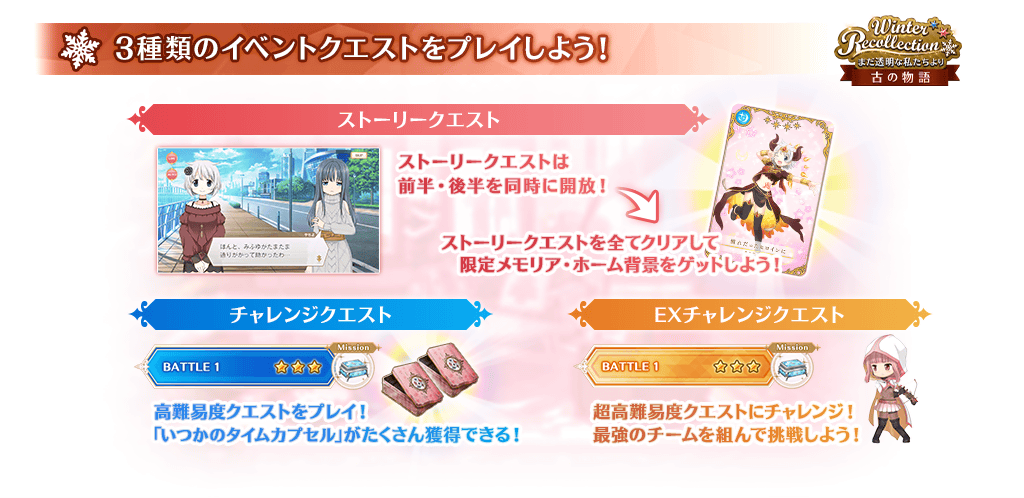 3種類のイベントクエストをプレイしよう!
Winter
Recollection
まだ透明な私たちより
古の物語
ストーリークエスト
ストーリークエストは
前半・後半を同時に開放!
ほんと、みふゆがたまたま
通りがかって助かったわ…
ストーリークエストを全てクリアして
限定メモリア・ホーム背景をゲットしよう!
チャレンジクエスト
Mission
BATTLE 1
高難易度クエストをプレイ!
「いつかのタイムカプセル」がたくさん獲得できる!
EXチャレンジクエスト
Mission
BATTLE 1
超高難易度クエストにチャレンジ!
最強のチームを組んで挑戦しよう!